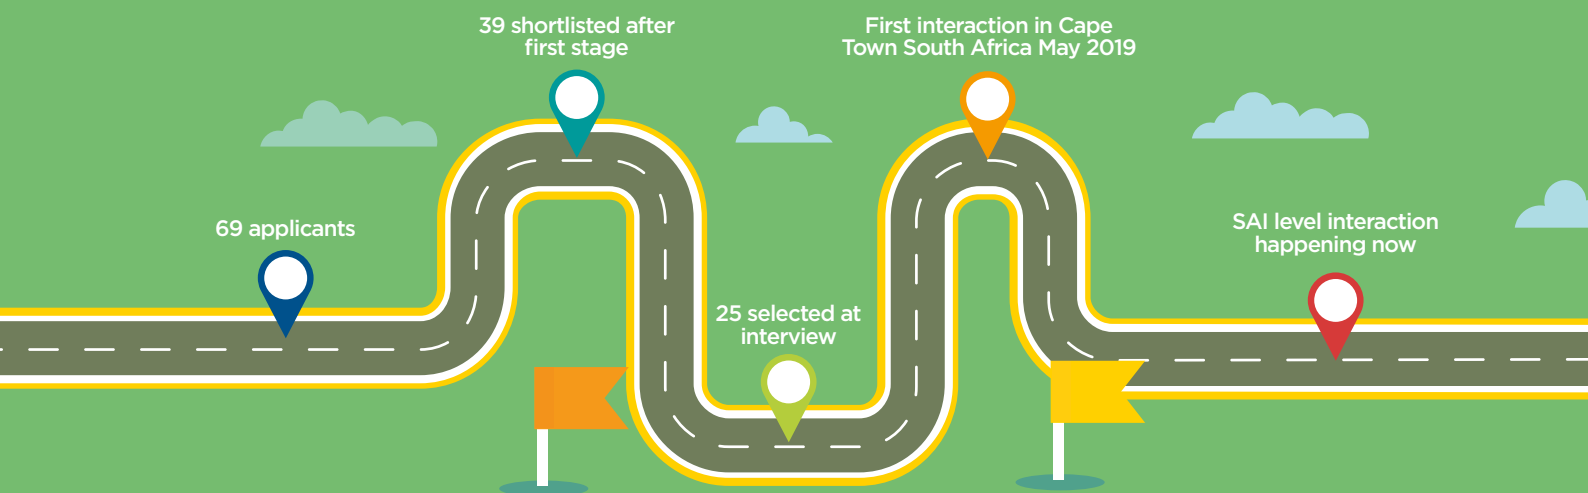 69 applicants
39 shortlisted after
first stage
25 selected at
interview
First interaction in Cape
Town South Africa May 2019
SAI level interaction
happening now